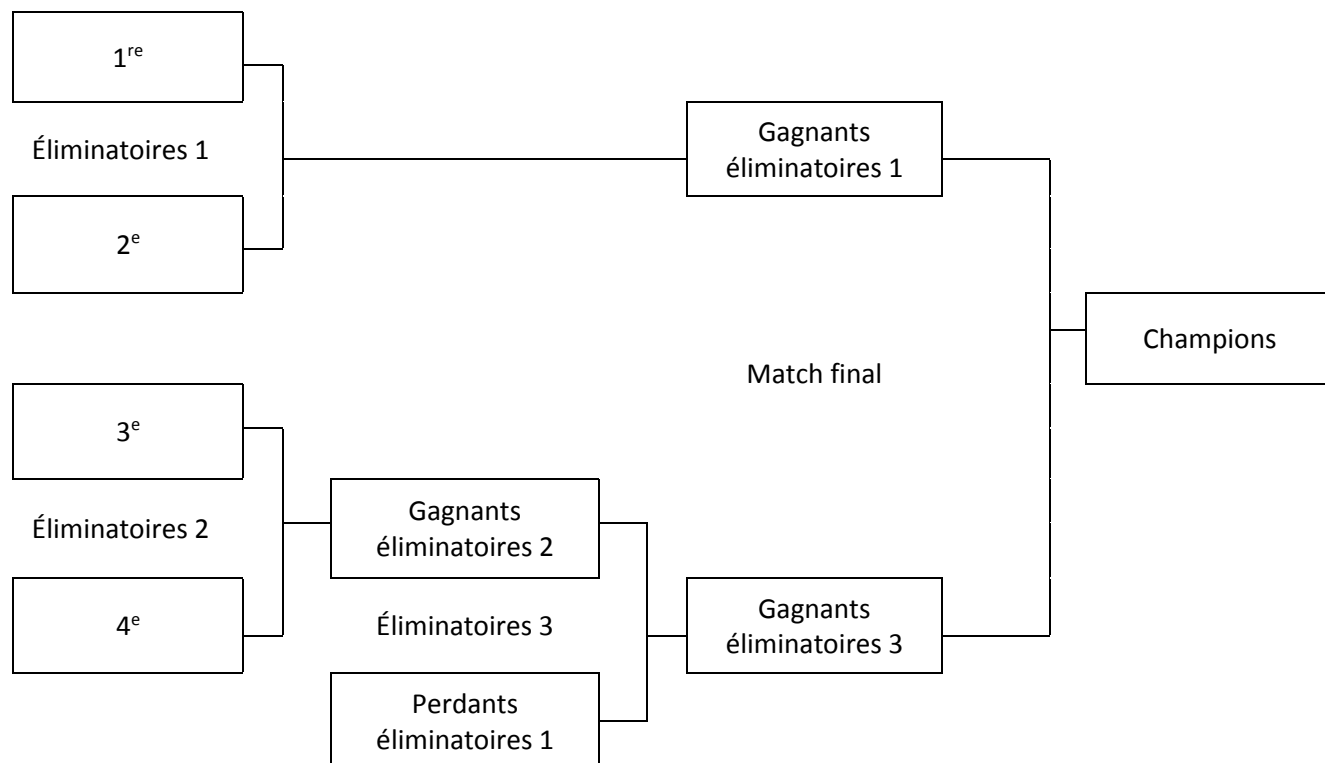 1re
Éliminatoires 1
2e
Gagnants
éliminatoires 1
Champions
Match final
3e
Éliminatoires 2
4e
Gagnants
éliminatoires 2
Éliminatoires 3
Perdants
éliminatoires 1
Gagnants
éliminatoires 3